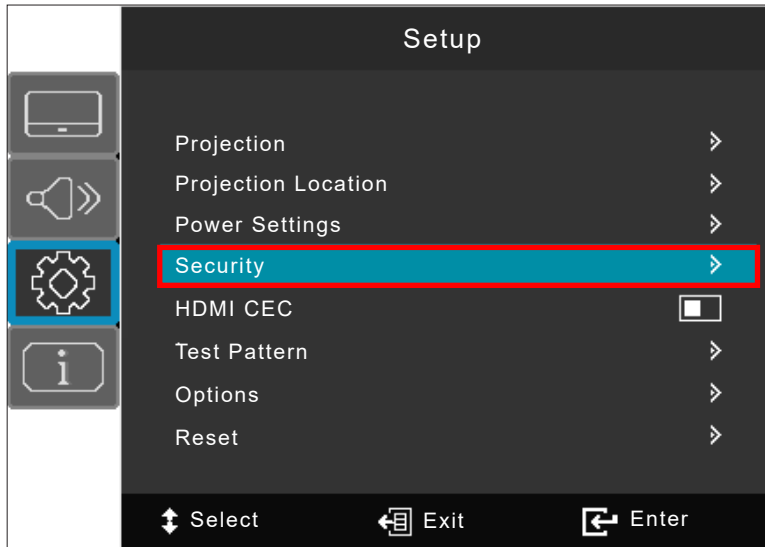 Setup
Projection
Projection Location
Power Settings
Security
HDMI CEC
Test Pattern
Options
Reset
i
Select Exit Enter